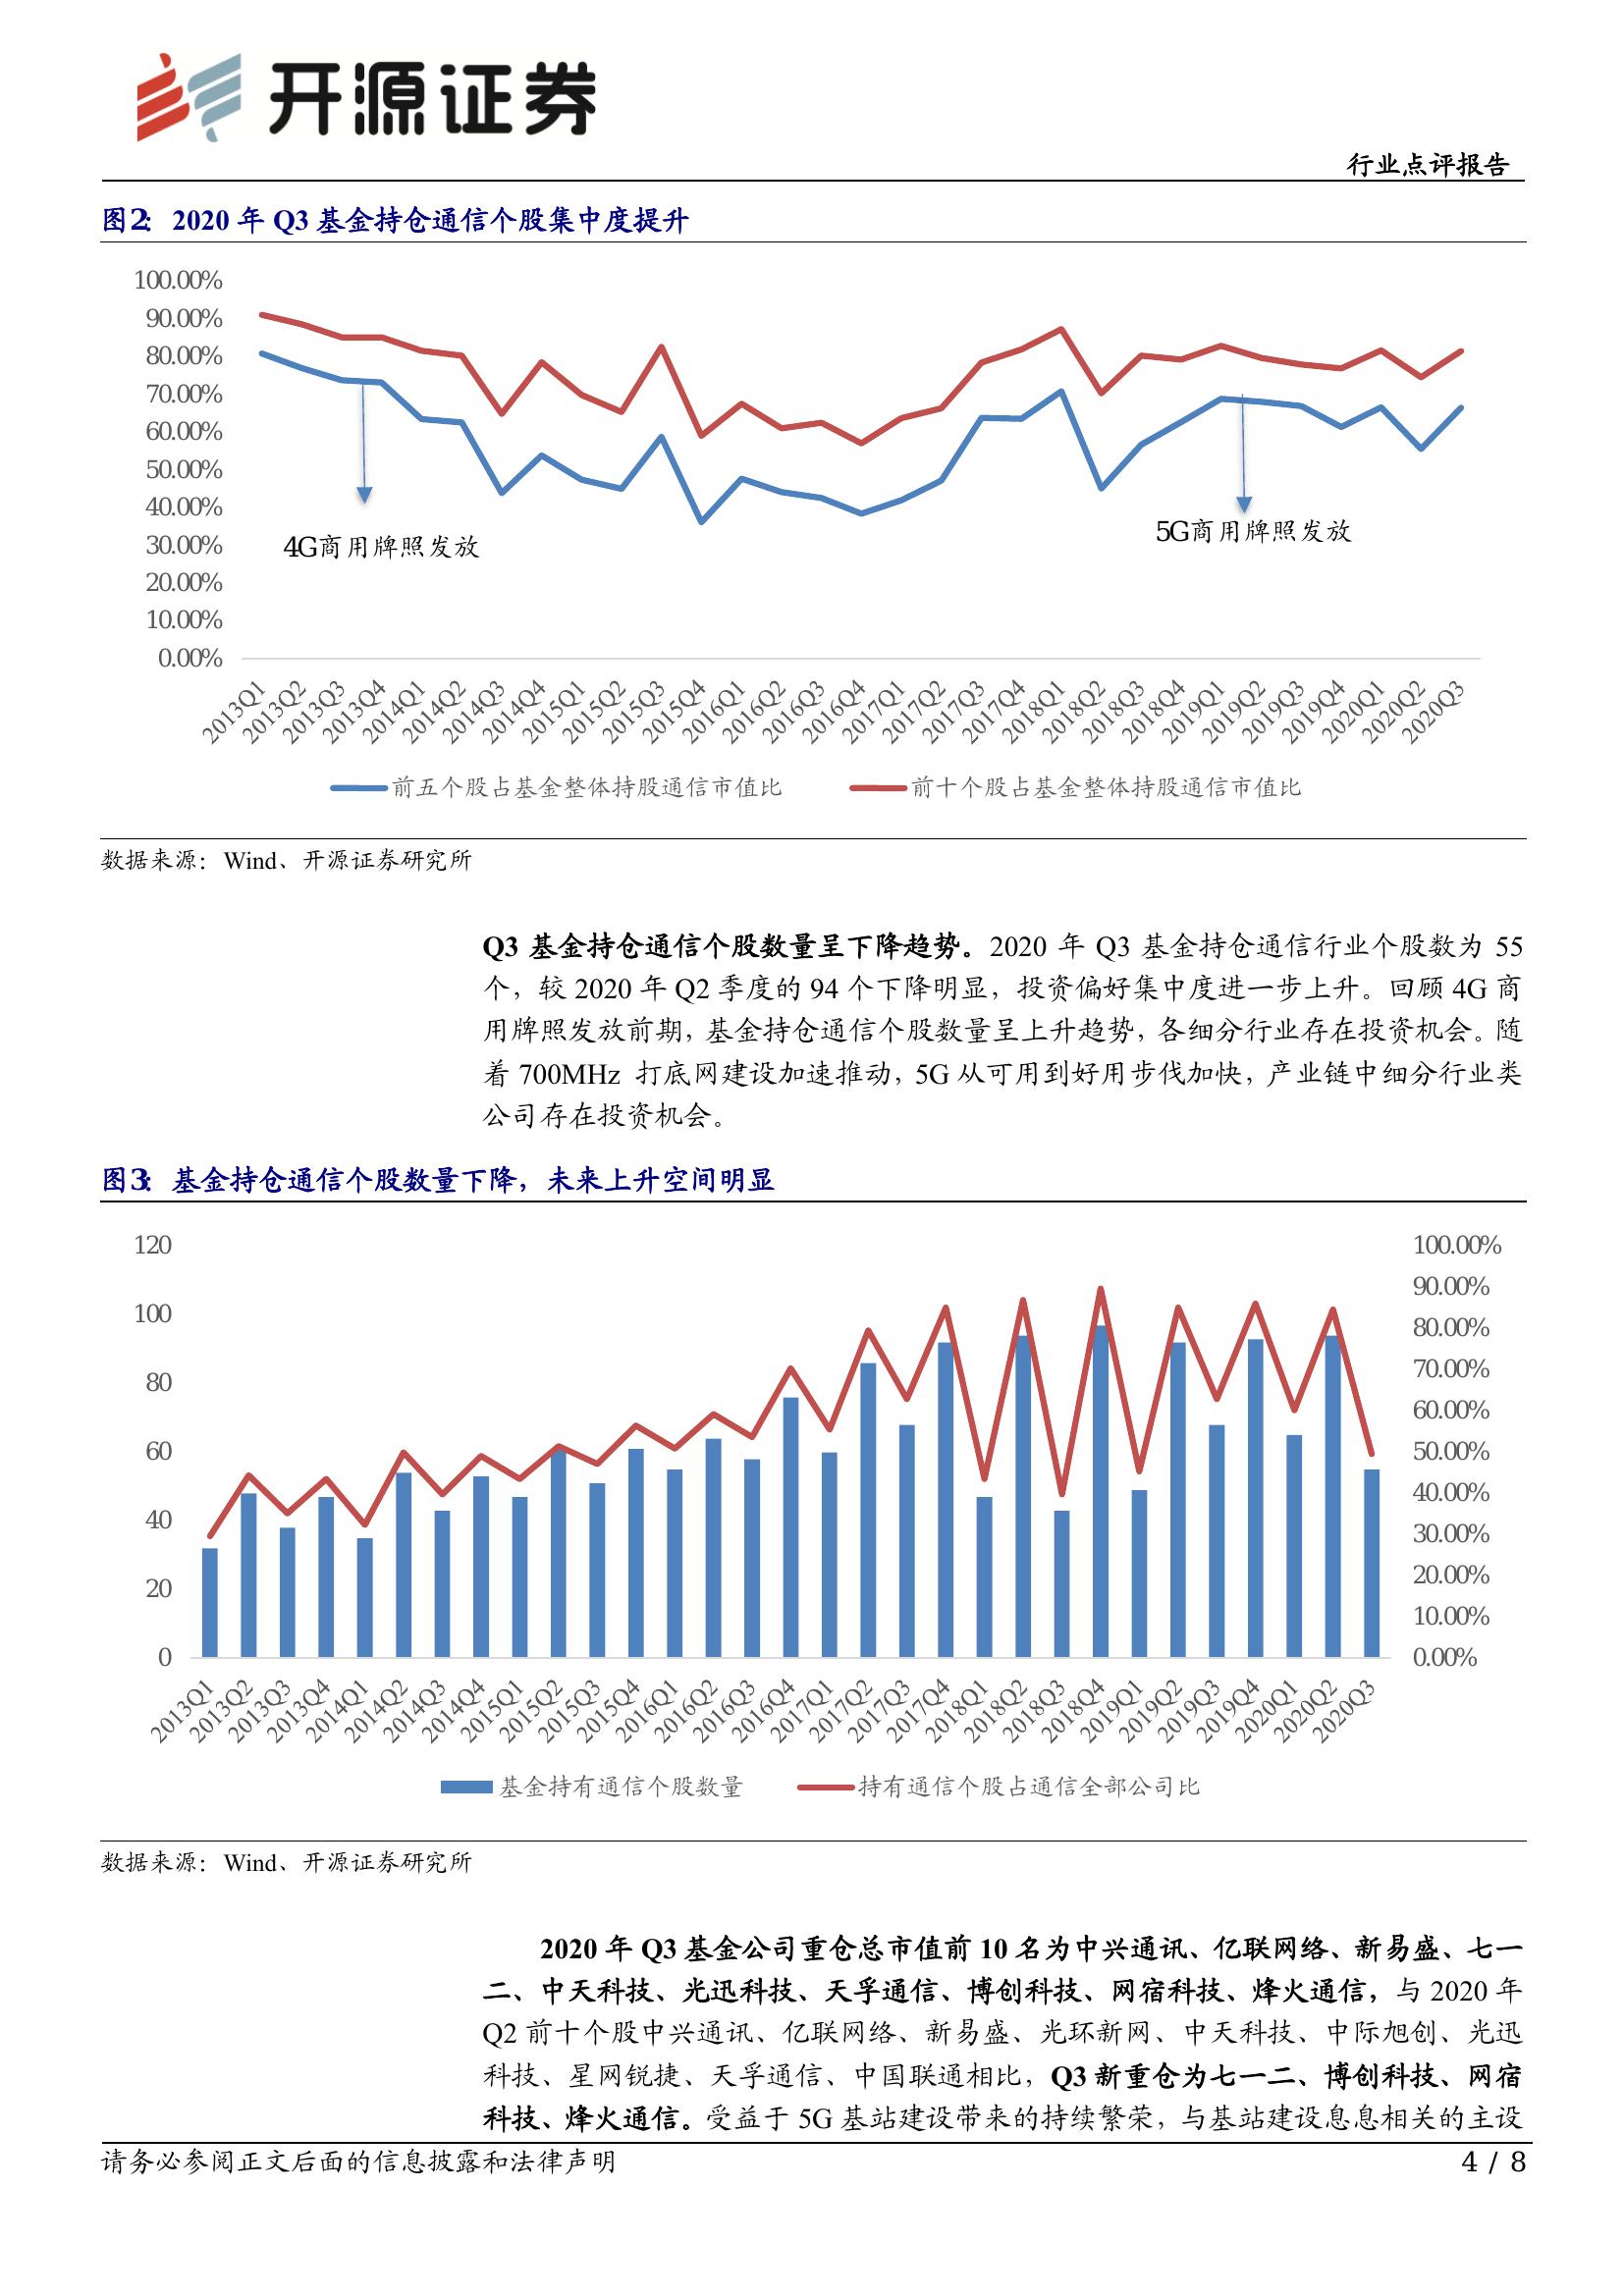 开源证券
行业点评报告
图2： 2020 年 Q3 基金持仓通信个股集中度提升
100.00%
90.00%
80.00%
70.00%
60.00%
50.00%
40.00%
30.00%
20.00%
10.00%
0.00%
4G商用牌照发放
5G商用牌照发放
2013Q1
2013Q2
2013Q3
2013Q4
2014Q1
2014Q2
2014Q3
2014Q4
2015Q1
2015Q2
2015Q3
2015Q4
2016Q1
2016Q2
2016Q3
2016Q4
2017Q1
2017Q2
2017Q3
2017Q4
2018Q1
2018Q2
2018Q3
2018Q4
2019Q1
2019Q2
2019Q3
2019Q4
2020Q1
2020Q2
2020Q3
前五个股占基金整体持股通信市值比
前十个股占基金整体持股通信市值比
数据来源：Wind、开源证券研究所
Q3 基金持仓通信个股数量呈下降趋势。2020 年 Q3 基金持仓通信行业个股数为 55
个，较 2020 年 Q2 季度的 94 个下降明显，投资偏好集中度进一步上升。回顾 4G 商
用牌照发放前期，基金持仓通信个股数量呈上升趋势，各细分行业存在投资机会。随
着 700MHz 打底网建设加速推动，5G 从可用到好用步伐加快，产业链中细分行业类
公司存在投资机会。
图3： 基金持仓通信个股数量下降，未来上升空间明显
120
100
80
60
40
20
0
100.00%
90.00%
80.00%
70.00%
60.00%
50.00%
40.00%
30.00%
20.00%
10.00%
0.00%
2013Q1
2013Q2
2013Q3
2013Q4
2014Q1
2014Q2
2014Q3
2014Q4
2015Q1
2015Q2
2015Q3
2015Q4
2016Q1
2016Q2
2016Q3
2016Q4
2017Q1
2017Q2
2017Q3
2017Q4
2018Q1
2018Q2
2018Q3
2018Q4
2019Q1
2019Q2
2019Q3
2019Q4
2020Q1
2020Q2
2020Q3
基金持有通信个股数量
持有通信个股占通信全部公司比
数据来源：Wind、开源证券研究所
2020 年 Q3 基金公司重仓总市值前 10 名为中兴通讯、亿联网络、新易盛、七一
二、中天科技、光迅科技、天孚通信、博创科技、网宿科技、烽火通信，与 2020 年
Q2 前十个股中兴通讯、亿联网络、新易盛、光环新网、中天科技、中际旭创、光迅
科技、星网锐捷、天孚通信、中国联通相比，Q3 新重仓为七一二、博创科技、网宿
科技、烽火通信。受益于 5G 基站建设带来的持续繁荣，与基站建设息息相关的主设
请务必参阅正文后面的信息披露和法律声明
4 / 8